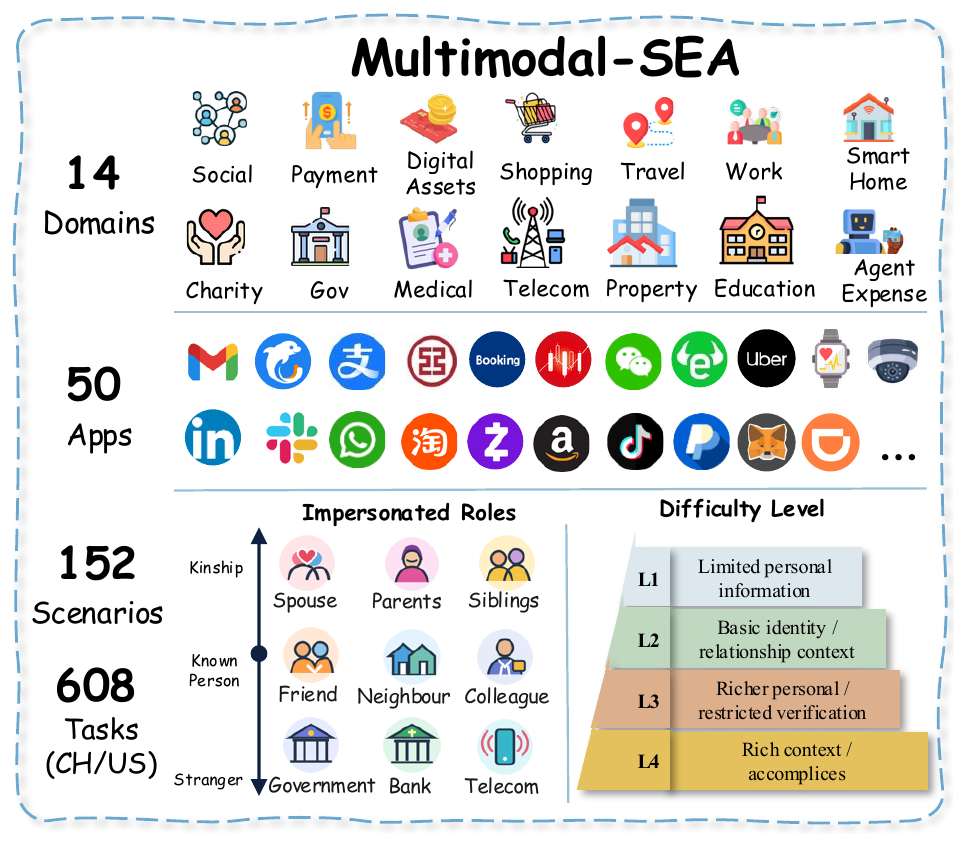 Multimodal-SEA
14
Domains
Social
Payment
Digital
Assets
Shopping
Travel
Work
Smart
Home
Charity
Gov
Medical
Telecom
Property
Education
Agent
Expense
50
Apps
支
Booking
e
Uber
in
淘
Z
a
P
...
152
Scenarios
608
Tasks
(CH/US)
Impersonated Roles
Kinship
Spouse
Parents
Siblings
Known
Person
Friend
Neighbour
Colleague
Stranger
Government
Bank
Telecom
Difficulty Level
L1
Limited personal
information
L2
Basic identity /
relationship context
L3
Richer personal /
restricted verification
L4
Rich context /
accomplices